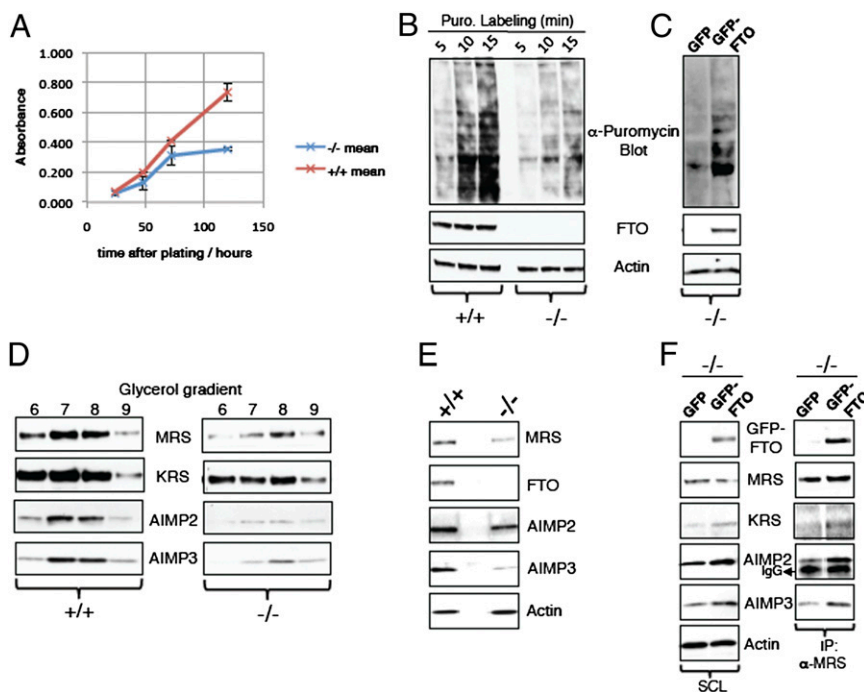 A
1.000
0.800
0.600
0.400
0.200
0.000
Absorbance
0 50 100 150
time after plating / hours
-/- mean
+/+ mean
B
Puro. Labeling (min)
5 10 15 5 10 15
α-Puromycin
Blot
FTO
Actin
+/+ -/-
C
GFP GFP-FTO
-/-
D
Glycerol gradient
6 7 8 9 6 7 8 9
MRS
KRS
AIMP2
AIMP3
+/+ -/-
E
+/+ -/-
MRS
FTO
AIMP2
AIMP3
Actin
F
-/- -/-
GFP GFP-FTO GFP GFP-FTO
GFP-
FTO
MRS
KRS
AIMP2
IgG
AIMP3
Actin
SCL
IP:
α-MRS